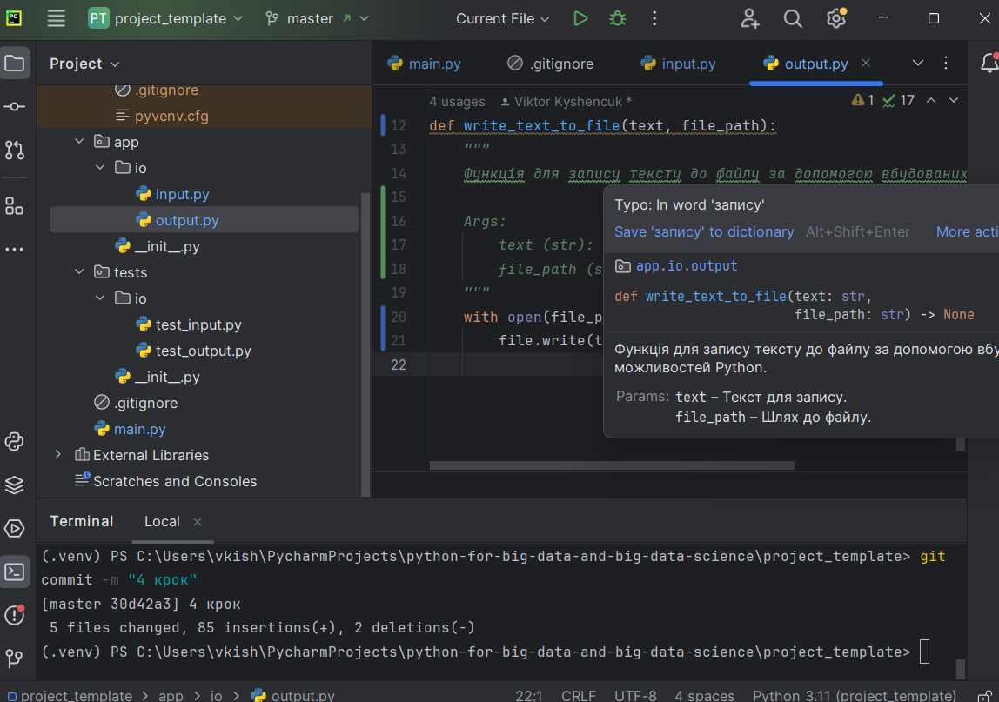 PC
PT project_template
master
Current File
Project
main.py
.gitignore
input.py
output.py
.gitignore
pyvenv.cfg
app
io
input.py
output.py
__init__.py
tests
io
test_input.py
test_output.py
__init__.py
.gitignore
main.py
External Libraries
Scratches and Consoles
4 usages Viktor Kyshencuk *
1 17
12 def write_text_to_file(text, file_path):
13 """
14 Функція для запису тексту до файлу за допомогою вбудованих
15
16 Args:
17 text (str):
18 file_path (s
19 """
20 with open(file_p
21 file.write(t
22
Typo: In word 'запису'
Save 'запису' to dictionary Alt+Shift+Enter More acti
app.io.output
def write_text_to_file(text: str,
file_path: str) -> None
Функція для запису тексту до файлу за допомогою вбу
можливостей Python.
Params: text – Текст для запису.
file_path – Шлях до файлу.
Terminal Local
(.venv) PS C:\Users\vkish\PycharmProjects\python-for-big-data-and-big-data-science\project_template> git
commit -m "4 крок"
[master 30d42a3] 4 крок
5 files changed, 85 insertions(+), 2 deletions(-)
(.venv) PS C:\Users\vkish\PycharmProjects\python-for-big-data-and-big-data-science\project_template>
project_template > app > io > output.py
22:1 CRLF UTF-8 4 spaces Python 3.11 (project_template)